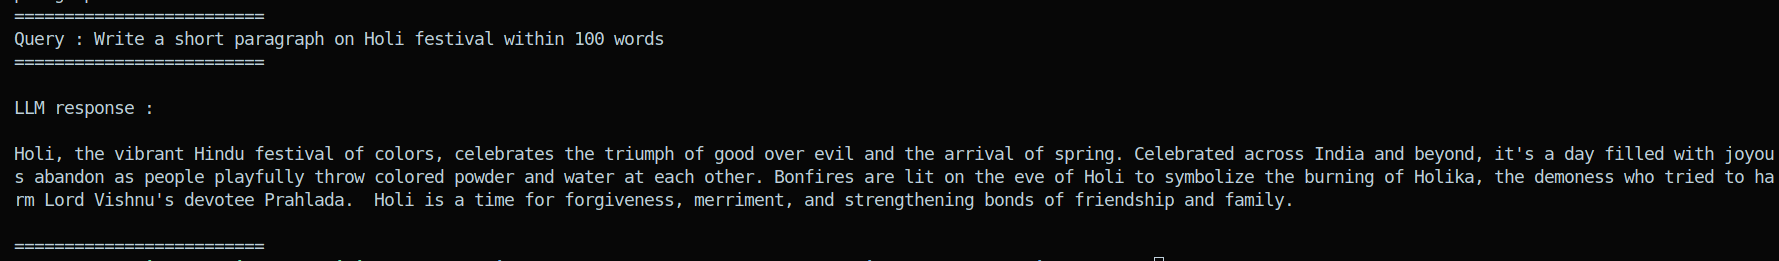 =========================
Query : Write a short paragraph on Holi festival within 100 words
=========================
LLM response :
Holi, the vibrant Hindu festival of colors, celebrates the triumph of good over evil and the arrival of spring. Celebrated across India and beyond, it's a day filled with joyou
s abandon as people playfully throw colored powder and water at each other. Bonfires are lit on the eve of Holi to symbolize the burning of Holika, the demoness who tried to ha
rm Lord Vishnu's devotee Prahlada.  Holi is a time for forgiveness, merriment, and strengthening bonds of friendship and family.
=========================